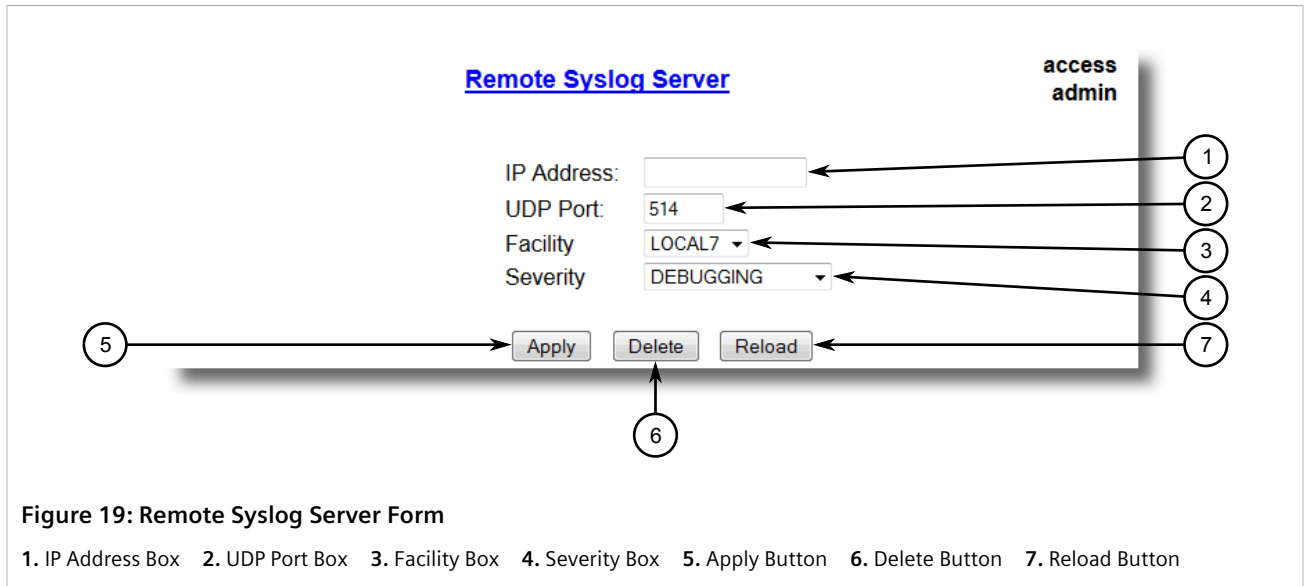 Remote Syslog Server
access
admin
IP Address:
1
UDP Port: 514
2
Facility LOCAL7
3
Severity DEBUGGING
4
5
Apply Delete Reload
7
6
Figure 19: Remote Syslog Server Form
1. IP Address Box 2. UDP Port Box 3. Facility Box 4. Severity Box 5. Apply Button 6. Delete Button 7. Reload Button